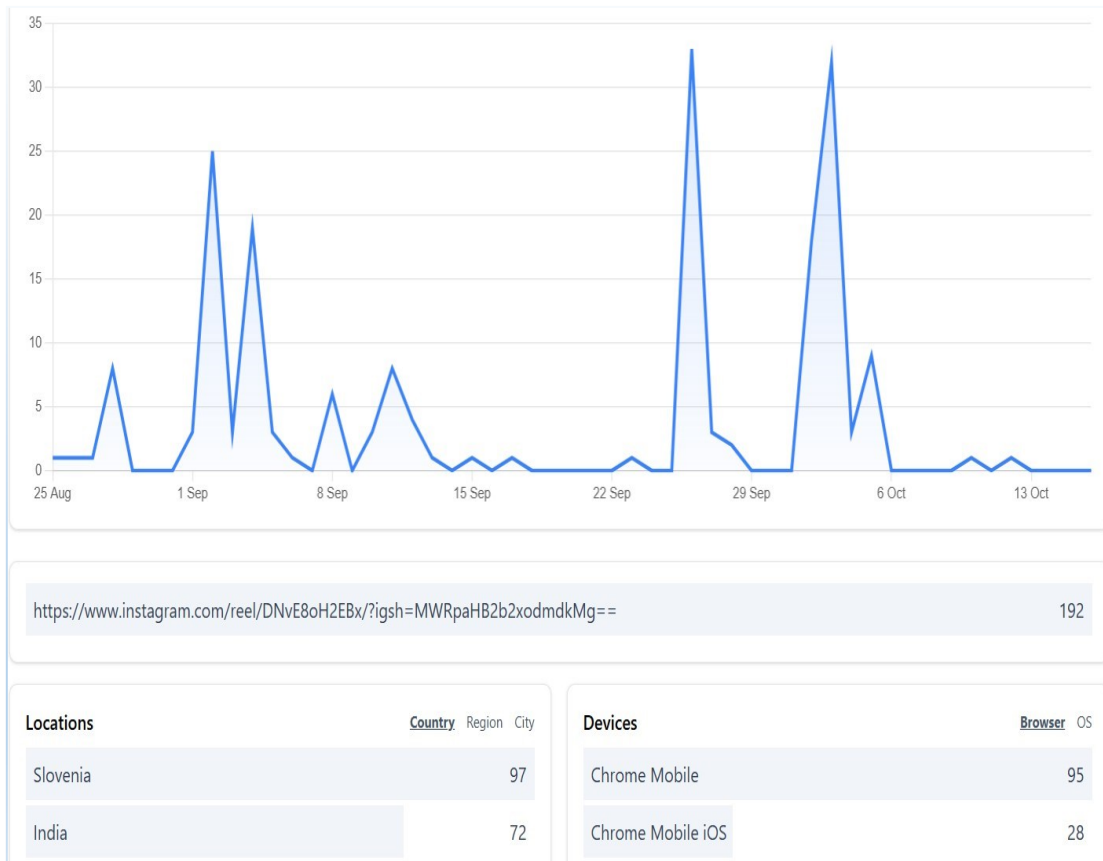 35
30
25
20
15
10
5
0
25 Aug 1 Sep 8 Sep 15 Sep 22 Sep 29 Sep 6 Oct 13 Oct
https://www.instagram.com/reel/DNvE8oH2EBx/?igsh=MWRpaHB2b2xodmdkMg== 192
Locations Country Region City
Slovenia 97
India 72
Devices Browser OS
Chrome Mobile 95
Chrome Mobile iOS 28